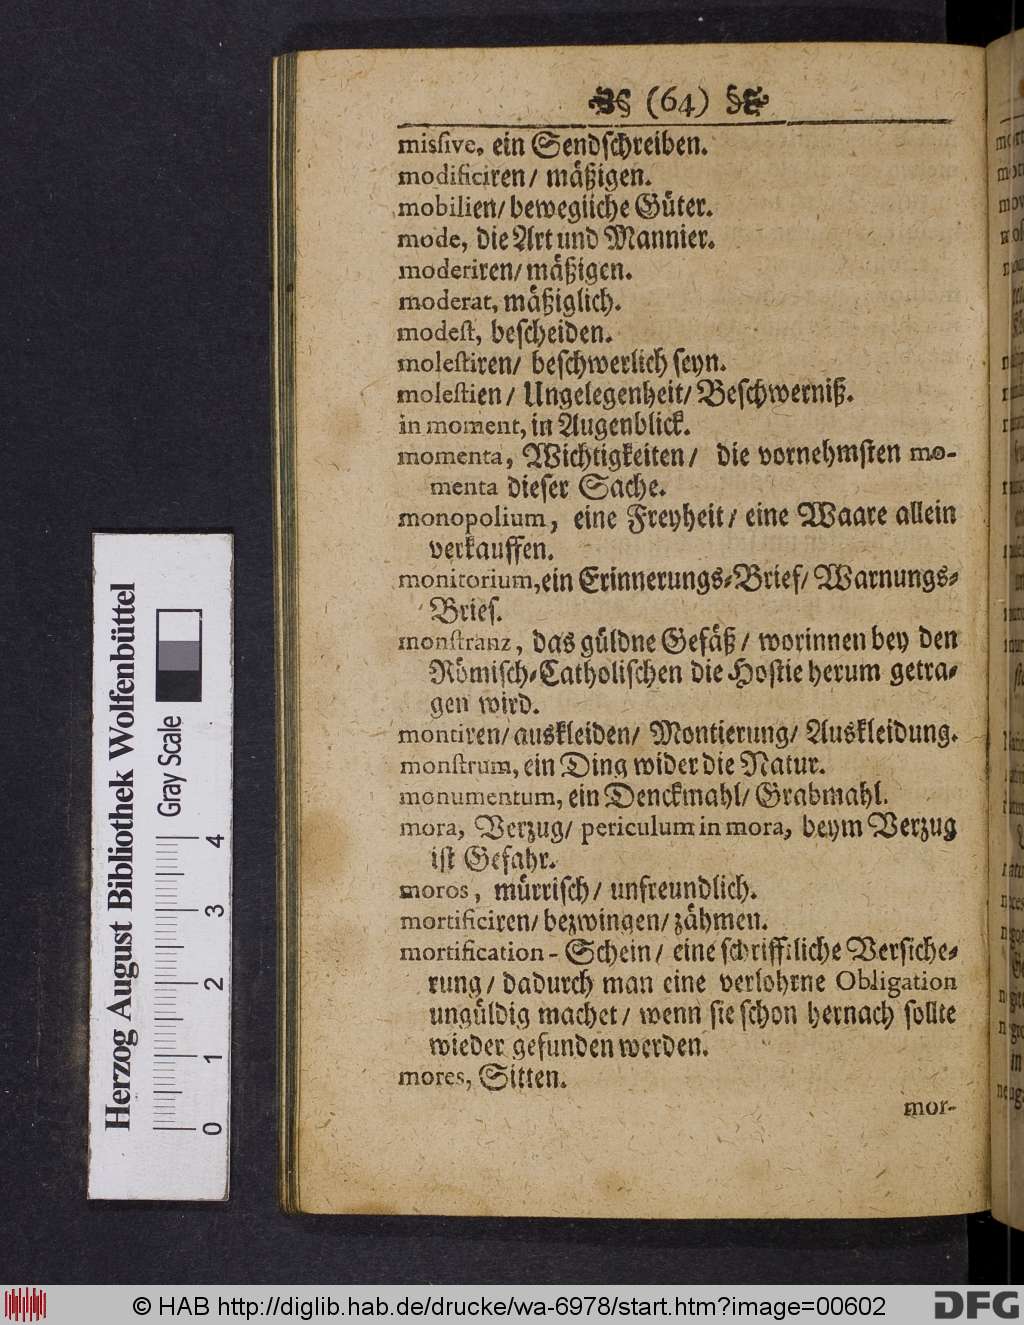 (64)
missive, ein Sendschreiben.
modificiren/ mäßigen.
mobilien/ bewegliche Güter.
mode, die Art und Mannier.
moderiren/ mäßigen.
moderat, mäßiglich.
modest, bescheiden.
molestiren/ beschwerlich seyn.
molestien/ Ungelegenheit/ Beschwerniß.
in moment, in Augenblick.
momenta, Wichtigkeiten/ die vornehmsten mo-
menta dieser Sache.
monopolium, eine Freyheit/ eine Waare allein
verkauffen.
monitorium, ein Erinnerungs-Brief/ Warnungs-
Brief.
monstranz, das güldne Gefäß/ worinnen bey den
Römisch-Catholischen die Hostie herum getra-
gen wird.
montiren/ auskleiden/ Montierung/ Auskleidung.
monstrum, ein Ding wider die Natur.
monumentum, ein Denckmahl/ Grabmahl.
mora, Verzug/ periculum in mora, beym Verzug
ist Gefahr.
moros, mürrisch/ unfreundlich.
mortificiren/ bezwingen/ zähmen.
mortification-Schein/ eine schrifftliche Versiche-
rung/ dadurch man eine verlohrne Obligation
ungüldig machet/ wenn sie schon hernach sollte
wieder gefunden werden.
mores, Sitten.
mor-
Herzog August Bibliothek Wolfenbüttel
Gray Scale
0 1 2 3 4
© HAB http://diglib.hab.de/drucke/wa-6978/start.htm?image=00602
DFG